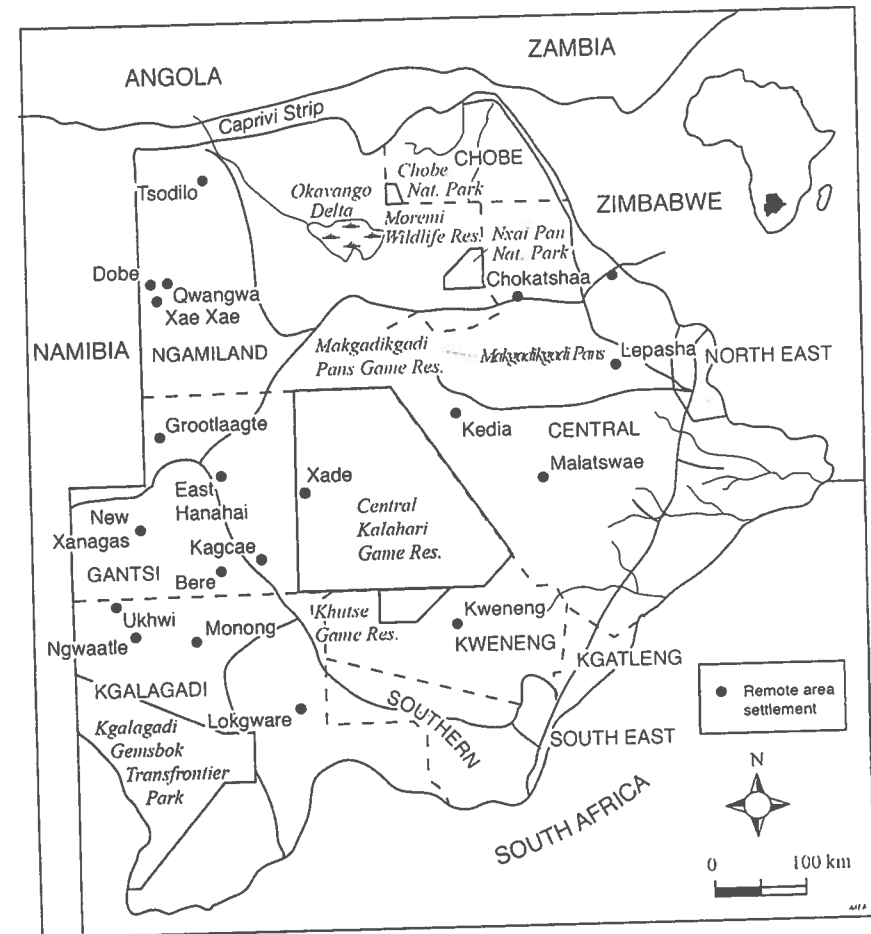 ZAMBIA
ANGOLA
Caprivi Strip
CHOBE
Chobe
Nat. Park
Tsodilo
Okavango
Delta
ZIMBABWE
Moremi
Wildlife Res.
Nxai Pan
Nat. Park
Dobe
Qwangwa
Xae Xae
Chokatshaa
NAMIBIA
NGAMILAND
Makgadikgadi
Pans Game Res.
Makgadikgadi Pans
Lepasha
NORTH EAST
Grootlaagte
Kedia
CENTRAL
Malatswae
East
Hanahai
Xade
Central
Kalahari
Game Res.
New
Xanagas
Kagcae
GANTSI
Bere
Ukhwi
Ngwaatle
Monong
Khutse
Game Res.
Kweneng
KWENENG
KGATLENG
KGALAGADI
Lokgware
SOUTHERN
SOUTH EAST
Kgalagadi
Gemsbok
Transfrontier
Park
SOUTH AFRICA
Remote area
settlement
N
0 100 km